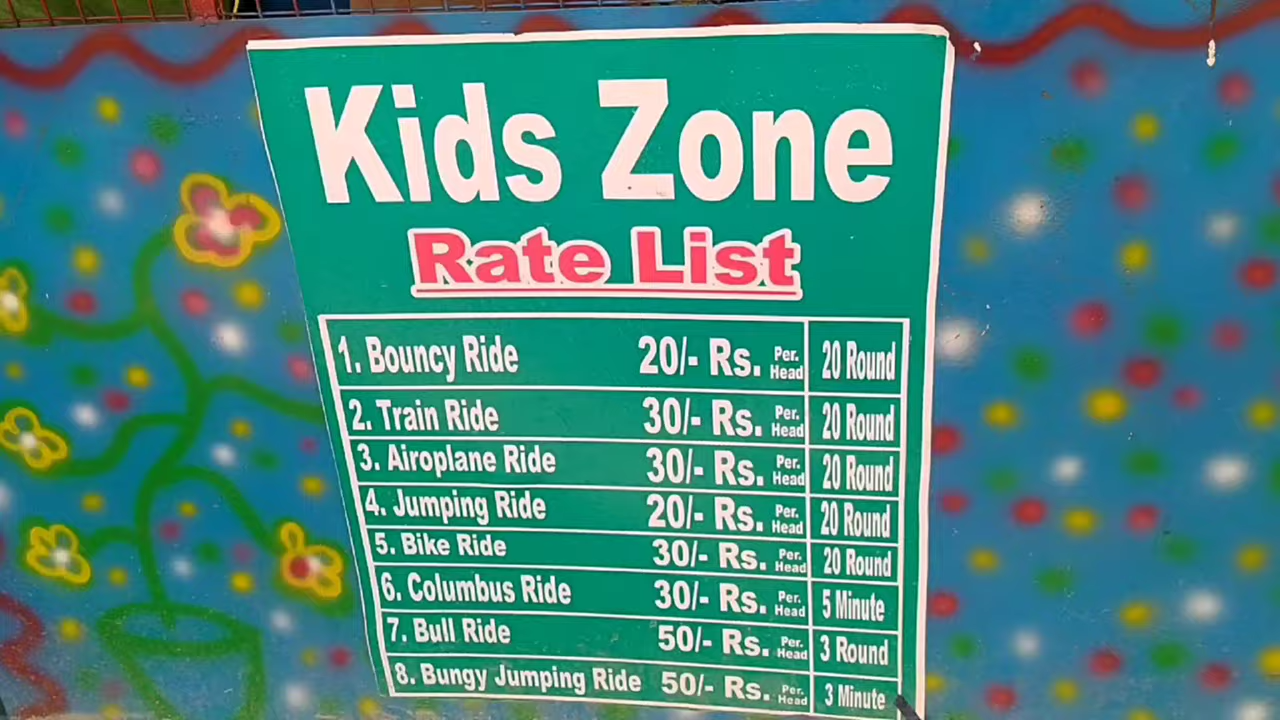 Kids Zone
Rate List
1. Bouncy Ride 20/- Rs. Per. Head 20 Round
2. Train Ride 30/- Rs. Per. Head 20 Round
3. Airoplane Ride 30/- Rs. Per. Head 20 Round
4. Jumping Ride 20/- Rs. Per. Head 20 Round
5. Bike Ride 30/- Rs. Per. Head 20 Round
6. Columbus Ride 30/- Rs. Per. Head 5 Minute
7. Bull Ride 50/- Rs. Per. Head 3 Round
8. Bungy Jumping Ride 50/- Rs. Per. Head 3 Minute